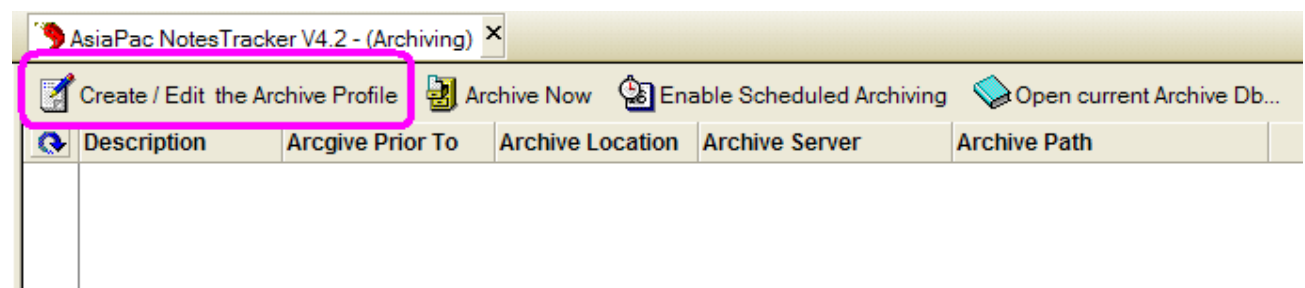 AsiaPac NotesTracker V4.2 - (Archiving)
Create / Edit the Archive Profile Archive Now Enable Scheduled Archiving Open current Archive Db...
Description Arcgive Prior To Archive Location Archive Server Archive Path